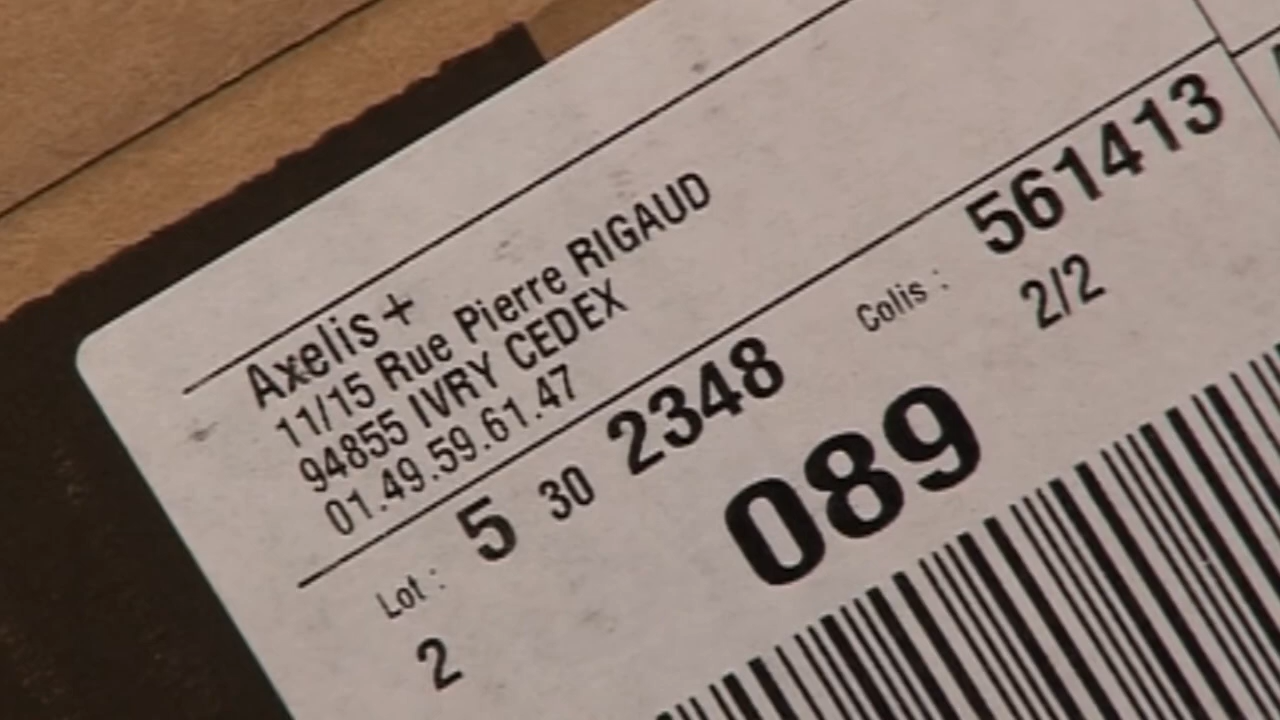 Axelis+
11/15 Rue Pierre RIGAUD
94855 IVRY CEDEX
01.49.59.61.47
Lot : 5 30 2348 Colis : 561413
2 089 2/2